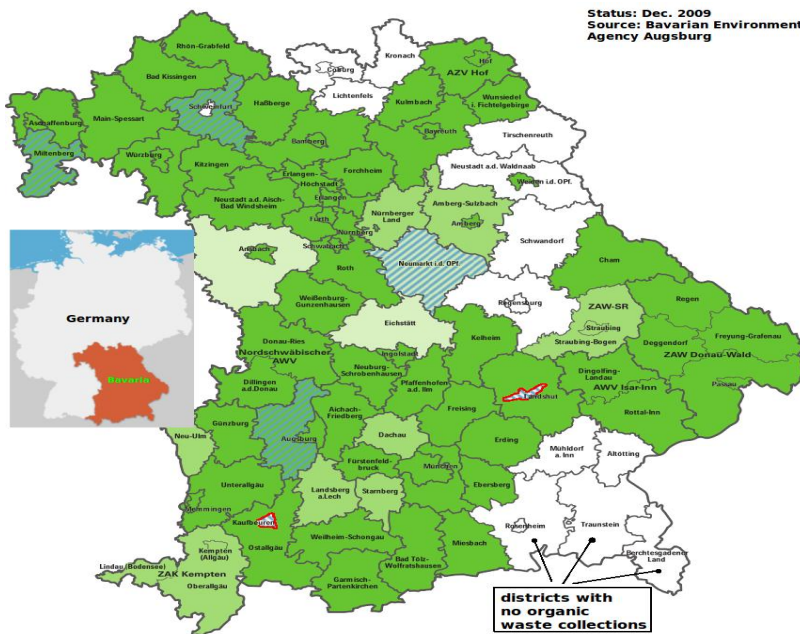 Status: Dec. 2009
Source: Bavarian Environment
Agency Augsburg
Rhön-Grabfeld
Kronach
Hof
Coburg
AZV Hof
Bad Kissingen
Lichtenfels
Kulmbach
Wunsiedel
i. Fichtelgebirge
Schweinfurt
Haßberge
Main-Spessart
Aschaffenburg
Bayreuth
Tirschenreuth
Bamberg
Miltenberg
Würzburg
Kitzingen
Forchheim
Neustadt a.d. Waldnaab
Erlangen-
Höchstadt
Weiden i.d. OPf.
Neustadt a.d. Aisch-
Bad Windsheim
Erlangen
Amberg-Sulzbach
Nürnberger
Land
Fürth
Amberg
Nürnberg
Schwandorf
Ansbach
Schwabach
Neumarkt i.d. OPf.
Cham
Roth
Germany
Weißenburg-
Gunzenhausen
Regensburg
Regen
ZAW-SR
Eichstätt
Straubing
Freyung-Grafenau
Donau-Ries
Kelheim
Straubing-Bogen
Deggendorf
Nordschwäbischer
AWV
Ingolstadt
ZAW Donau-Wald
Neuburg-
Schrobenhausen
Dingolfing-
Landau
Bavaria
Dillingen
a.d.Donau
Pfaffenhofen
a.d. Ilm
AWV Isar-Inn
Passau
Landshut
Aichach-
Friedberg
Freising
Rottal-Inn
Günzburg
Neu-Ulm
Augsburg
Dachau
Erding
Mühldorf
a. Inn
Altötting
Fürstenfeld-
bruck
München
Unterallgäu
Landsberg
a.Lech
Starnberg
Ebersberg
Memmingen
Kaufbeuren
Rosenheim
Traunstein
Weilheim-Schongau
Miesbach
Ostallgäu
Kempten
(Allgäu)
Berchtesgadener
Land
Bad Tölz-
Wolfratshausen
Lindau (Bodensee)
ZAK Kempten
Oberallgäu
Garmisch-
Partenkirchen
districts with
no organic
waste collections